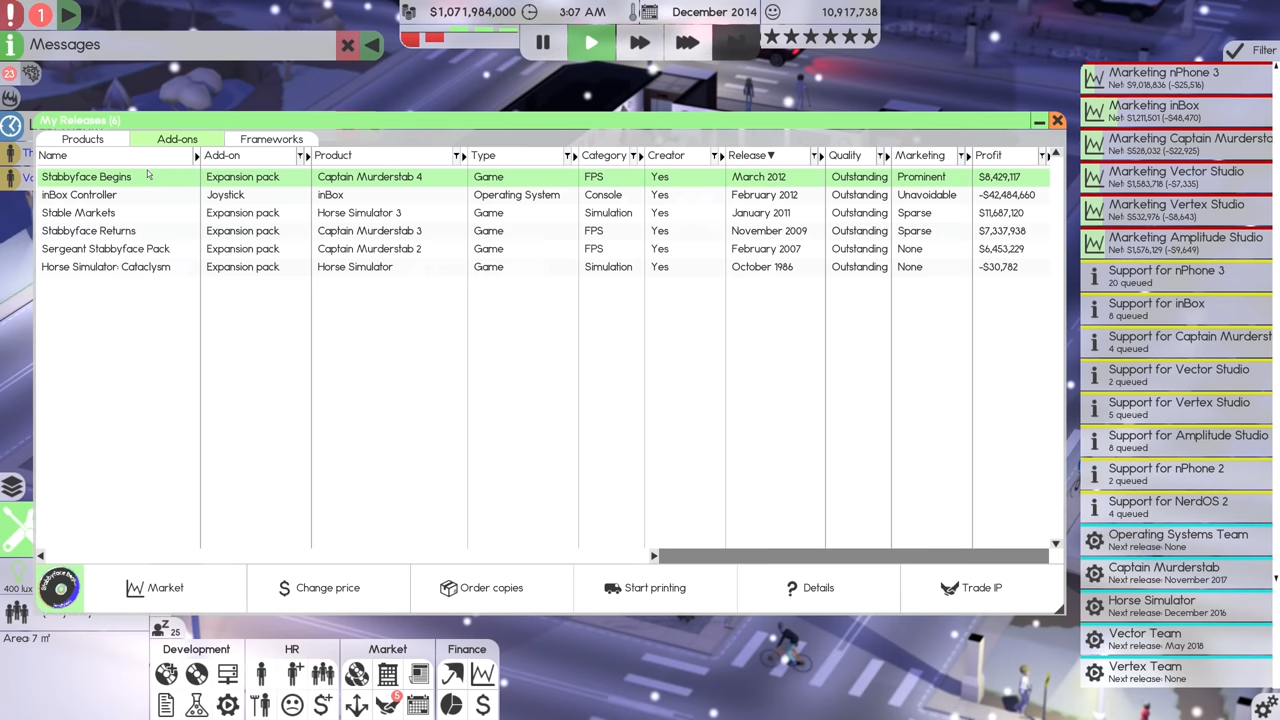 $1,071,984,000
3:07 AM
December 2014
10,917,738
1
Messages
Filter
23
My Releases (6)
Products
Add-ons
Frameworks
Name
Add-on
Product
Type
Category
Creator
Release▼
Quality
Marketing
Profit
Stabbyface Begins
Expansion pack
Captain Murderstab 4
Game
FPS
Yes
March 2012
Outstanding
Prominent
$8,429,117
inBox Controller
Joystick
inBox
Operating System
Console
Yes
February 2012
Outstanding
Unavoidable
-$42,484,660
Stable Markets
Expansion pack
Horse Simulator 3
Game
Simulation
Yes
January 2011
Outstanding
Sparse
$11,687,120
Stabbyface Returns
Expansion pack
Captain Murderstab 3
Game
FPS
Yes
November 2009
Outstanding
Sparse
$7,337,938
Sergeant Stabbyface Pack
Expansion pack
Captain Murderstab 2
Game
FPS
Yes
February 2007
Outstanding
None
$6,453,229
Horse Simulator: Cataclysm
Expansion pack
Horse Simulator
Game
Simulation
Yes
October 1986
Outstanding
None
-$30,782
Market
Change price
Order copies
Start printing
Details
Trade IP
400 lux
Area: 7 m²
25
Development
HR
Market
Finance
5
Marketing nPhone 3
Net: $9,018,836 (-$25,516)
Marketing inBox
Net: $1,211,501 (-$48,470)
Marketing Captain Murdersta
Net: $528,032 (-$22,925)
Marketing Vector Studio
Net: $1,583,718 (-$7,335)
Marketing Vertex Studio
Net: $532,976 (-$8,643)
Marketing Amplitude Studio
Net: $1,576,129 (-$9,649)
Support for nPhone 3
20 queued
Support for inBox
8 queued
Support for Captain Murderst
4 queued
Support for Vector Studio
2 queued
Support for Vertex Studio
5 queued
Support for Amplitude Studio
8 queued
Support for nPhone 2
2 queued
Support for NerdOS 2
4 queued
Operating Systems Team
Next release: None
Captain Murderstab
Next release: November 2017
Horse Simulator
Next release: December 2016
Vector Team
Next release: May 2018
Vertex Team
Next release: None